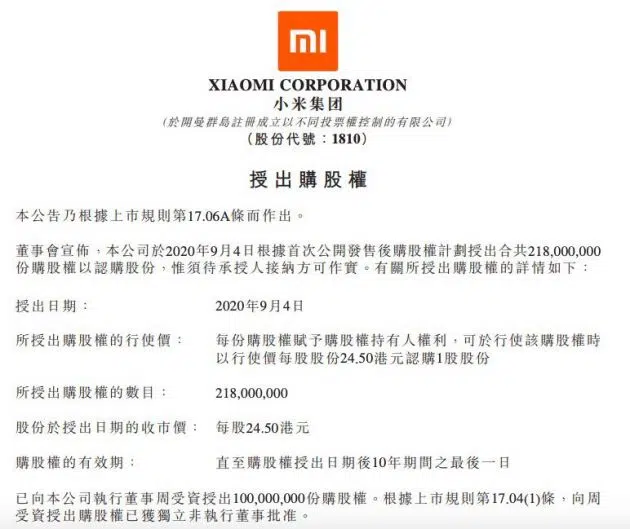 mi
XIAOMI CORPORATION
小米集团
(於開曼群島註冊成立以不同投票權控制的有限公司)
（股份代號：1810）
授出購股權
本公告乃根據上市規則第17.06A條而作出。
董事會宣佈，本公司於2020年9月4日根據首次公開發售後購股權計劃授出合共218,000,000
份購股權以認購股份，惟須待承授人接納方可作實。有關所授出購股權的詳情如下：
授出日期： 2020年9月4日
所授出購股權的行使價： 每份購股權賦予購股權持有人權利，可於行使該購股權時
以行使價每股股份24.50港元認購1股股份
所授出購股權的數目： 218,000,000
股份於授出日期的收市價： 每股24.50港元
購股權的有效期： 直至購股權授出日期後10年期間之最後一日
已向本公司執行董事周受資授出100,000,000份購股權。根據上市規則第17.04(1)條，向周
受資授出購股權已獲獨立非執行董事批准。